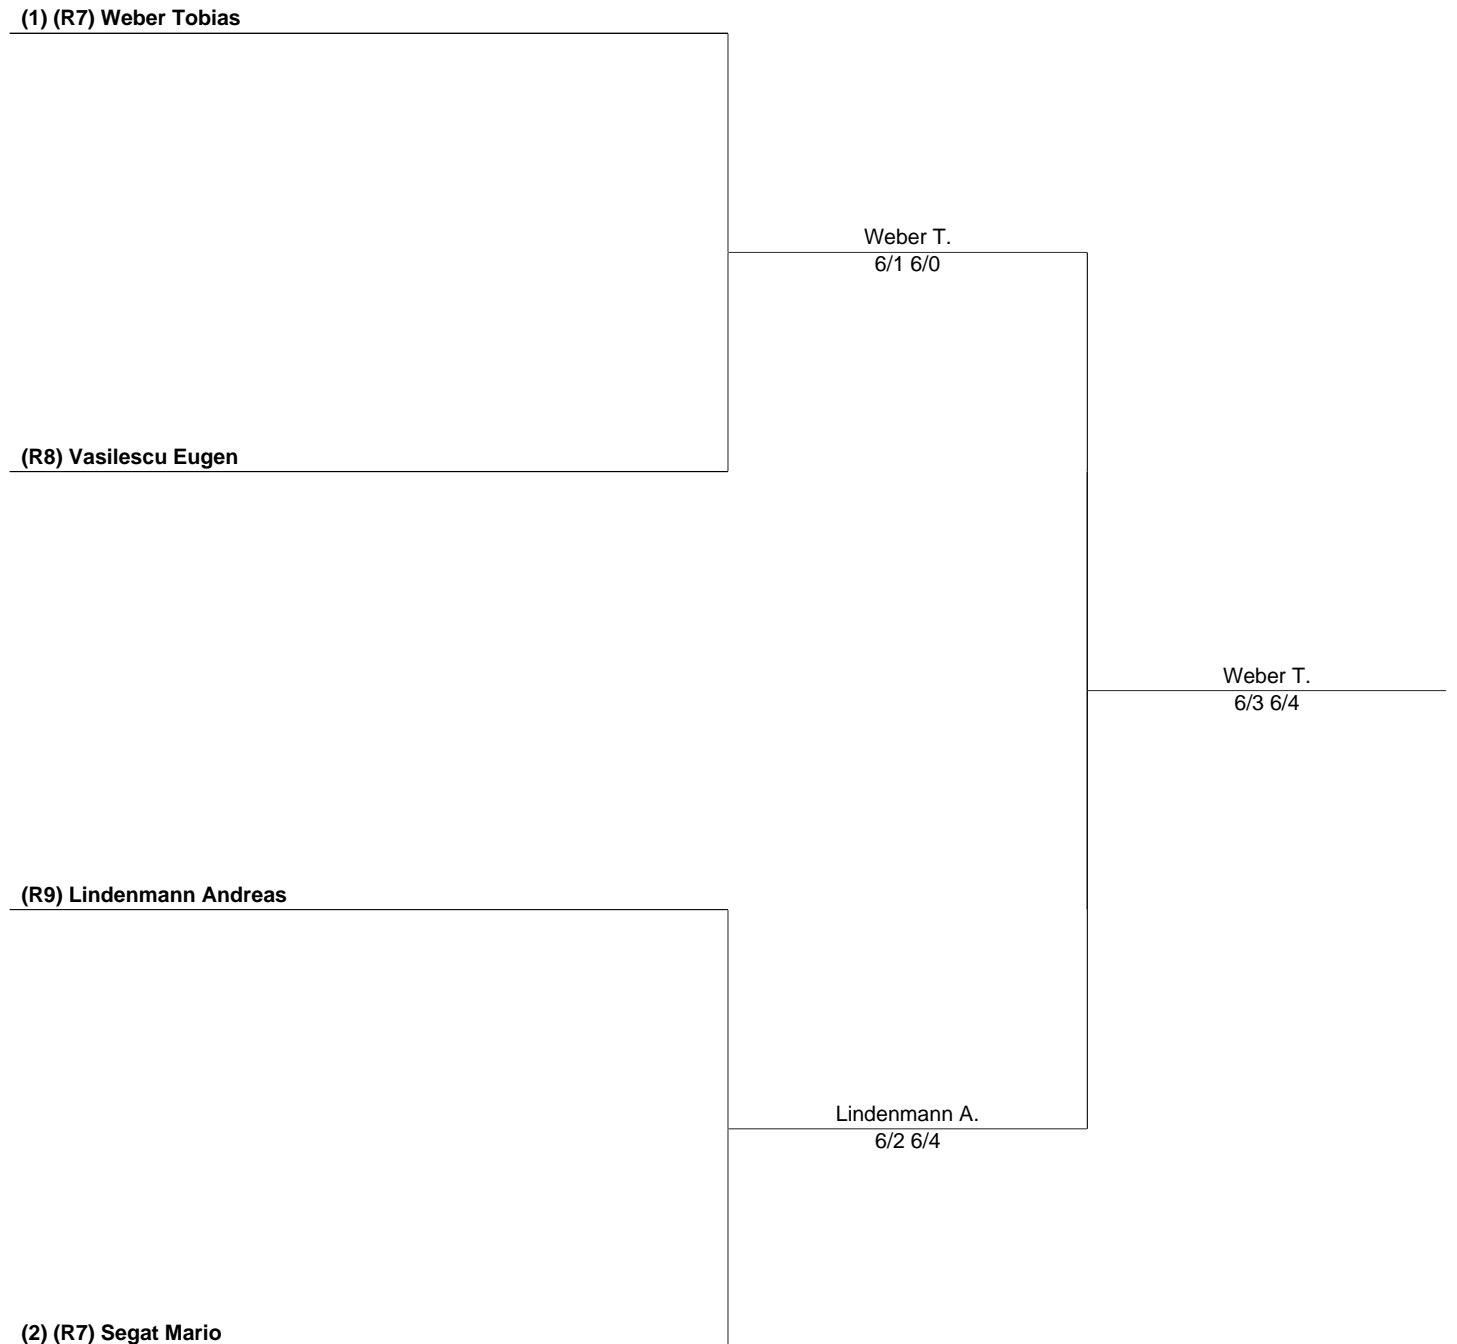 (1) (R7) Weber Tobias
Weber T.
6/1 6/0
(R8) Vasilescu Eugen
Weber T.
6/3 6/4
(R9) Lindenmann Andreas
Lindenmann A.
6/2 6/4
(2) (R7) Segat Mario